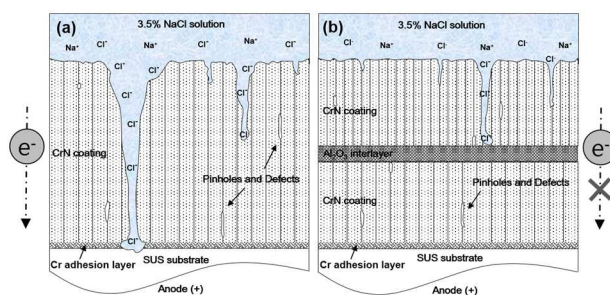 (a)
3.5% NaCl solution
Na⁺ Cl⁻ Na⁺ Cl⁻ Cl⁻ Na⁺
Cl⁻
Cl⁻ Cl⁻
Cl⁻
Cl⁻
Cl⁻
Cl⁻
Cl⁻
Cl⁻
e⁻
CrN coating
Pinholes and Defects
Cr adhesion layer
SUS substrate
Anode (+)
(b)
3.5% NaCl solution
Cl⁻ Na⁺ Cl⁻ Na⁺ Cl⁻ Na⁺ Cl⁻
Cl⁻
Cl⁻
Cl⁻
CrN coating
Al₂O₃ interlayer
e⁻
Pinholes and Defects
CrN coating
Cr adhesion layer
SUS substrate
Anode (+)